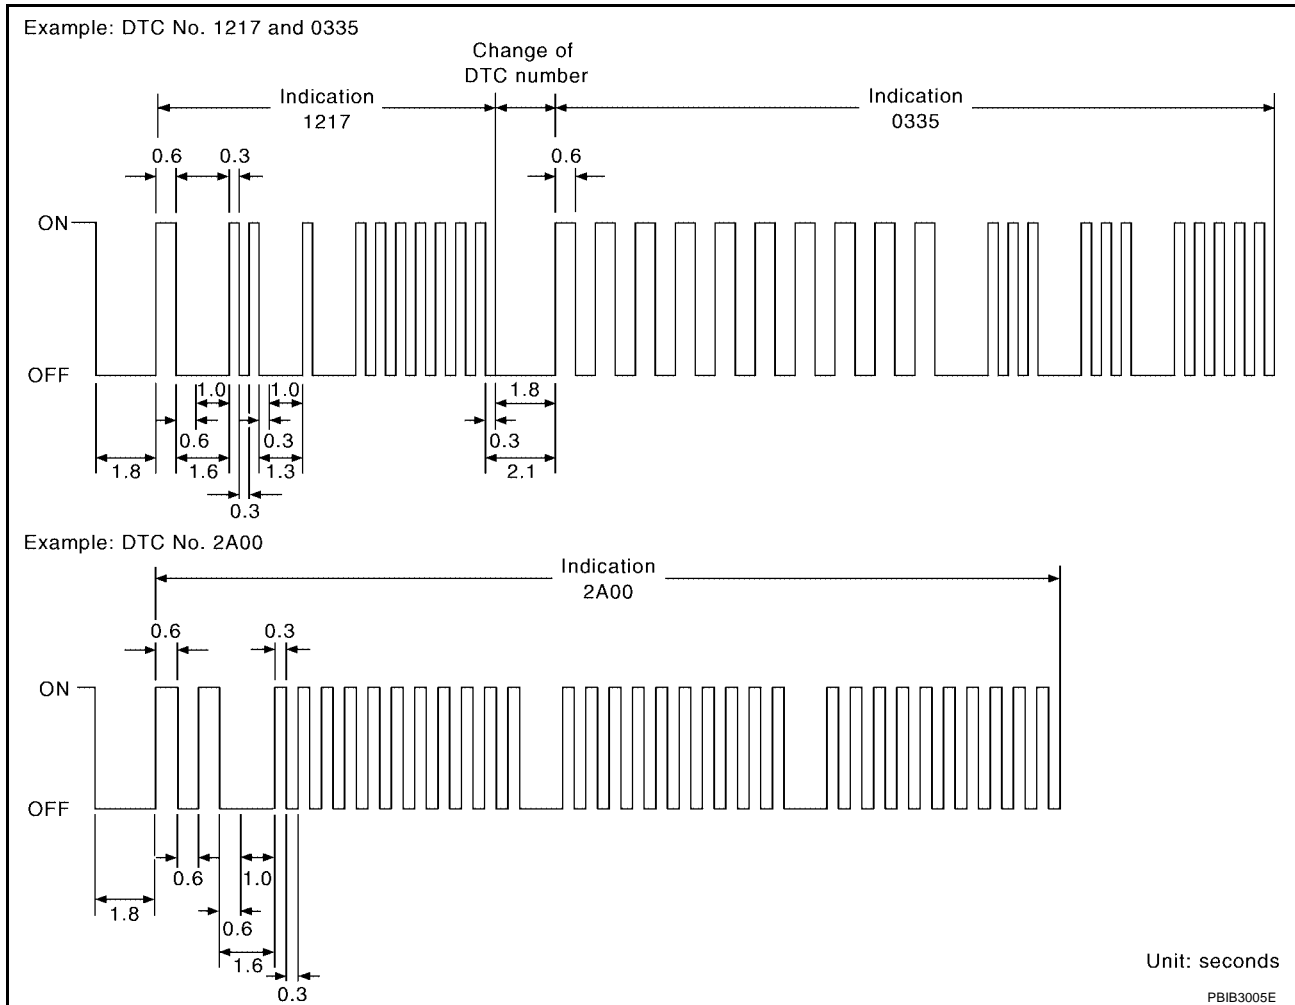 Example: DTC No. 1217 and 0335
Change of
DTC number
Indication
1217
Indication
0335
0.6
0.3
0.6
ON
OFF
1.0
1.0
1.8
0.6
0.3
0.3
1.8
1.6
1.3
2.1
0.3
Example: DTC No. 2A00
Indication
2A00
0.6
0.3
ON
OFF
0.6
1.0
1.8
0.6
1.6
0.3
Unit: seconds
PBIB3005E